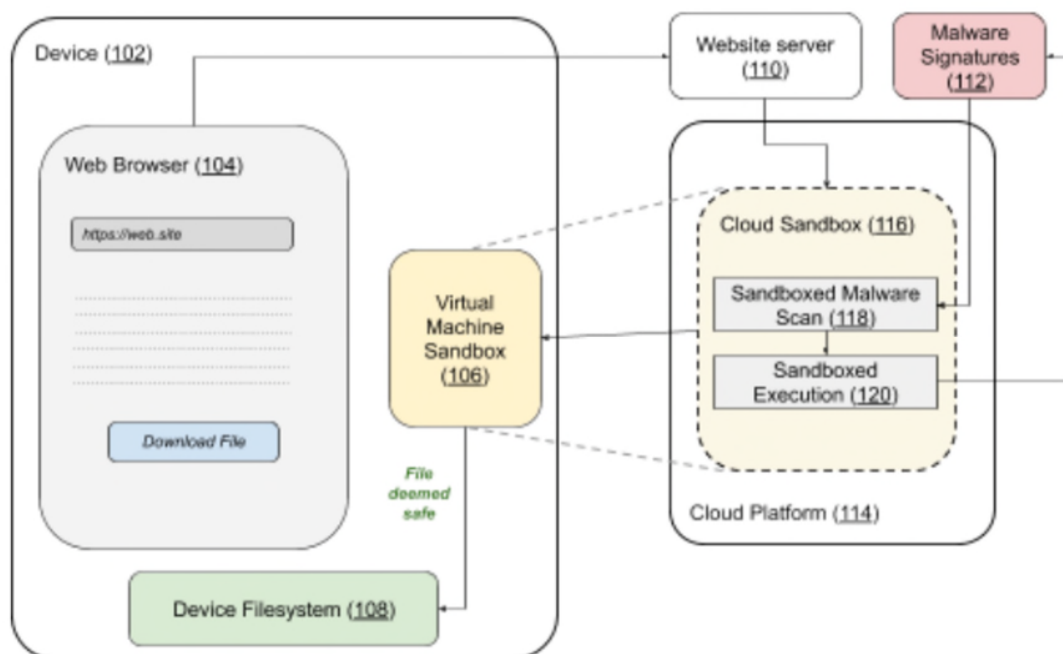 Device (102)
Web Browser (104)
https://web.site
Download File
Virtual
Machine
Sandbox
(106)
File
deemed
safe
Device Filesystem (108)
Website server
(110)
Malware
Signatures
(112)
Cloud Sandbox (116)
Sandboxed Malware
Scan (118)
Sandboxed
Execution (120)
Cloud Platform (114)